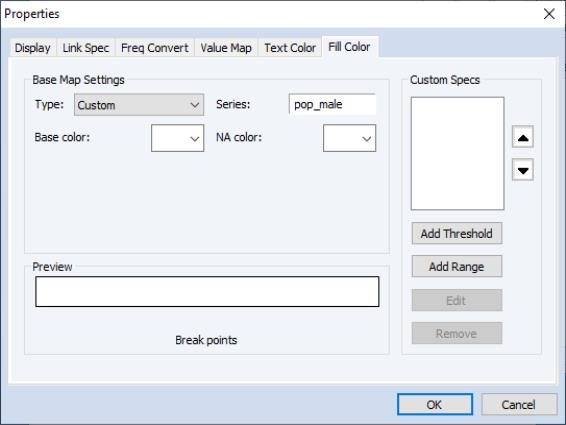 Properties
Display Link Spec Freq Convert Value Map Text Color Fill Color
Base Map Settings
Type: Custom Series: pop_male
Base color: NA color:
Custom Specs
Add Threshold
Add Range
Edit
Remove
Preview
Break points
OK Cancel